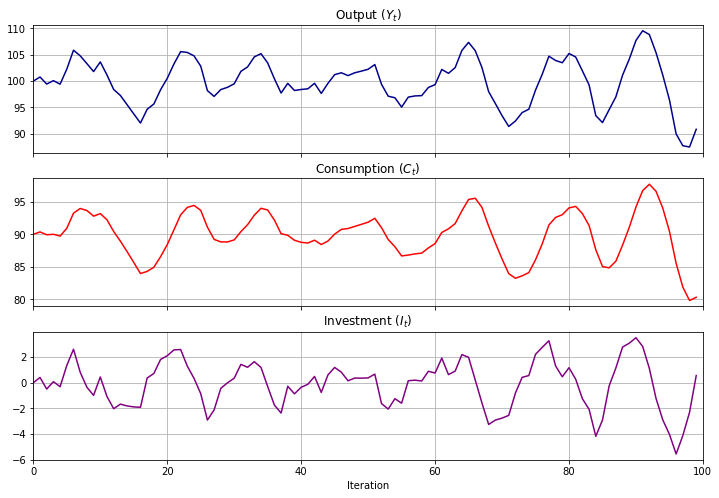 Output (Y_t)
110
105
100
95
90
Consumption (C_t)
95
90
85
80
Investment (I_t)
2
0
−2
−4
−6
0 20 40 60 80 100
Iteration